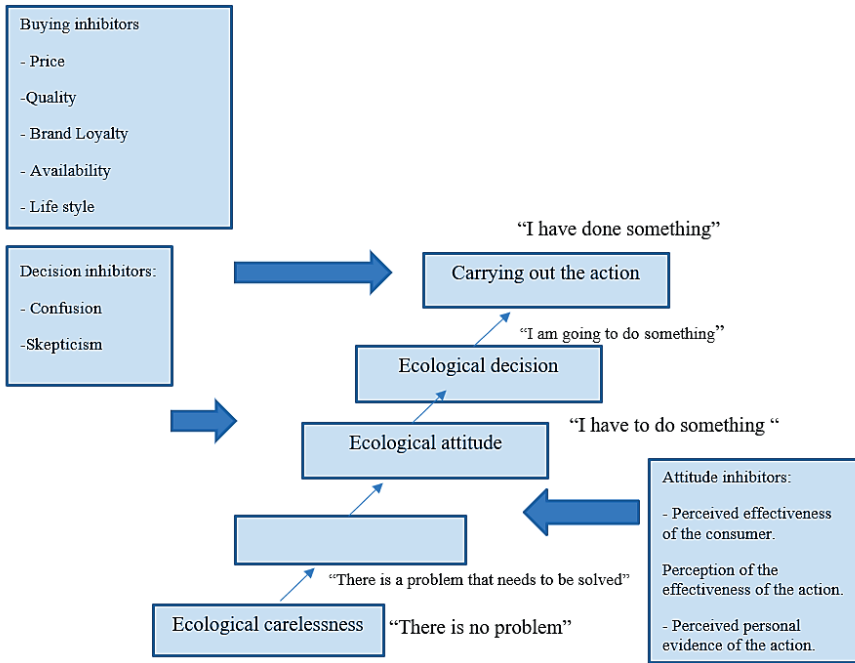 Buying inhibitors
- Price
-Quality
- Brand Loyalty
- Availability
- Life style
“I have done something”
Decision inhibitors:
- Confusion
-Skepticism
Carrying out the action
“I am going to do something”
Ecological decision
“I have to do something “
Ecological attitude
Attitude inhibitors:
- Perceived effectiveness
of the consumer.
Perception of the
effectiveness of the action.
- Perceived personal
evidence of the action.
“There is a problem that needs to be solved”
Ecological carelessness
“There is no problem”